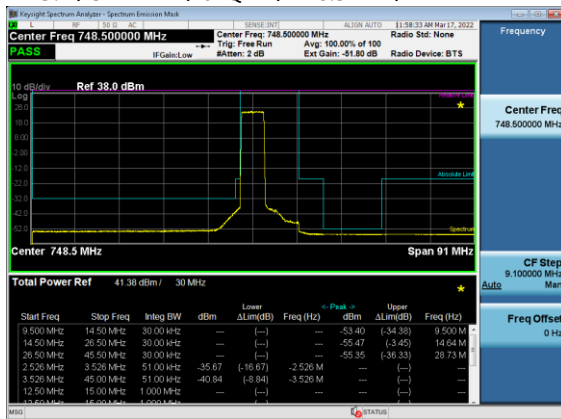 Keysight Spectrum Analyzer - Spectrum Emission Mask
L RF 50 Ω AC SENSE:INT ALIGN AUTO 11:58:33 AM Mar 17, 2022
Center Freq 748.500000 MHz Center Freq: 748.500000 MHz Radio Std: None
Trig: Free Run Avg: 100.00% of 100
PASS IFGain:Low #Atten: 2 dB Ext Gain: -51.80 dB Radio Device: BTS
10 dB/div Ref 38.0 dBm
Log
28.0
18.0
8.00
-2.00
-12.0
-22.0
-32.0
-42.0
-52.0
Absolute Limit
Spectrum
Center 748.5 MHz Span 91 MHz
Total Power Ref 41.38 dBm / 30 MHz
Lower <- Peak -> Upper
Start Freq Stop Freq Integ BW dBm ΔLim(dB) Freq (Hz) dBm ΔLim(dB) Freq (Hz)
9.500 MHz 14.50 MHz 30.00 kHz --- (---) --- -53.40 (-34.38) 9.500 M
14.50 MHz 26.50 MHz 30.00 kHz --- (---) --- -55.47 (-3.45) 14.64 M
26.50 MHz 45.50 MHz 30.00 kHz --- (---) --- -55.35 (-36.33) 28.73 M
2.526 MHz 3.526 MHz 51.00 kHz -35.67 (-16.67) -2.526 M --- (---) ---
3.526 MHz 45.00 MHz 51.00 kHz -40.84 (-8.84) -3.526 M --- (---) ---
12.50 MHz 15.00 MHz 1.000 MHz --- (---) --- --- (---) ---
MSG STATUS
Frequency
Center Freq
748.500000 MHz
CF Step
9.100000 MHz
Auto Man
Freq Offset
0 Hz